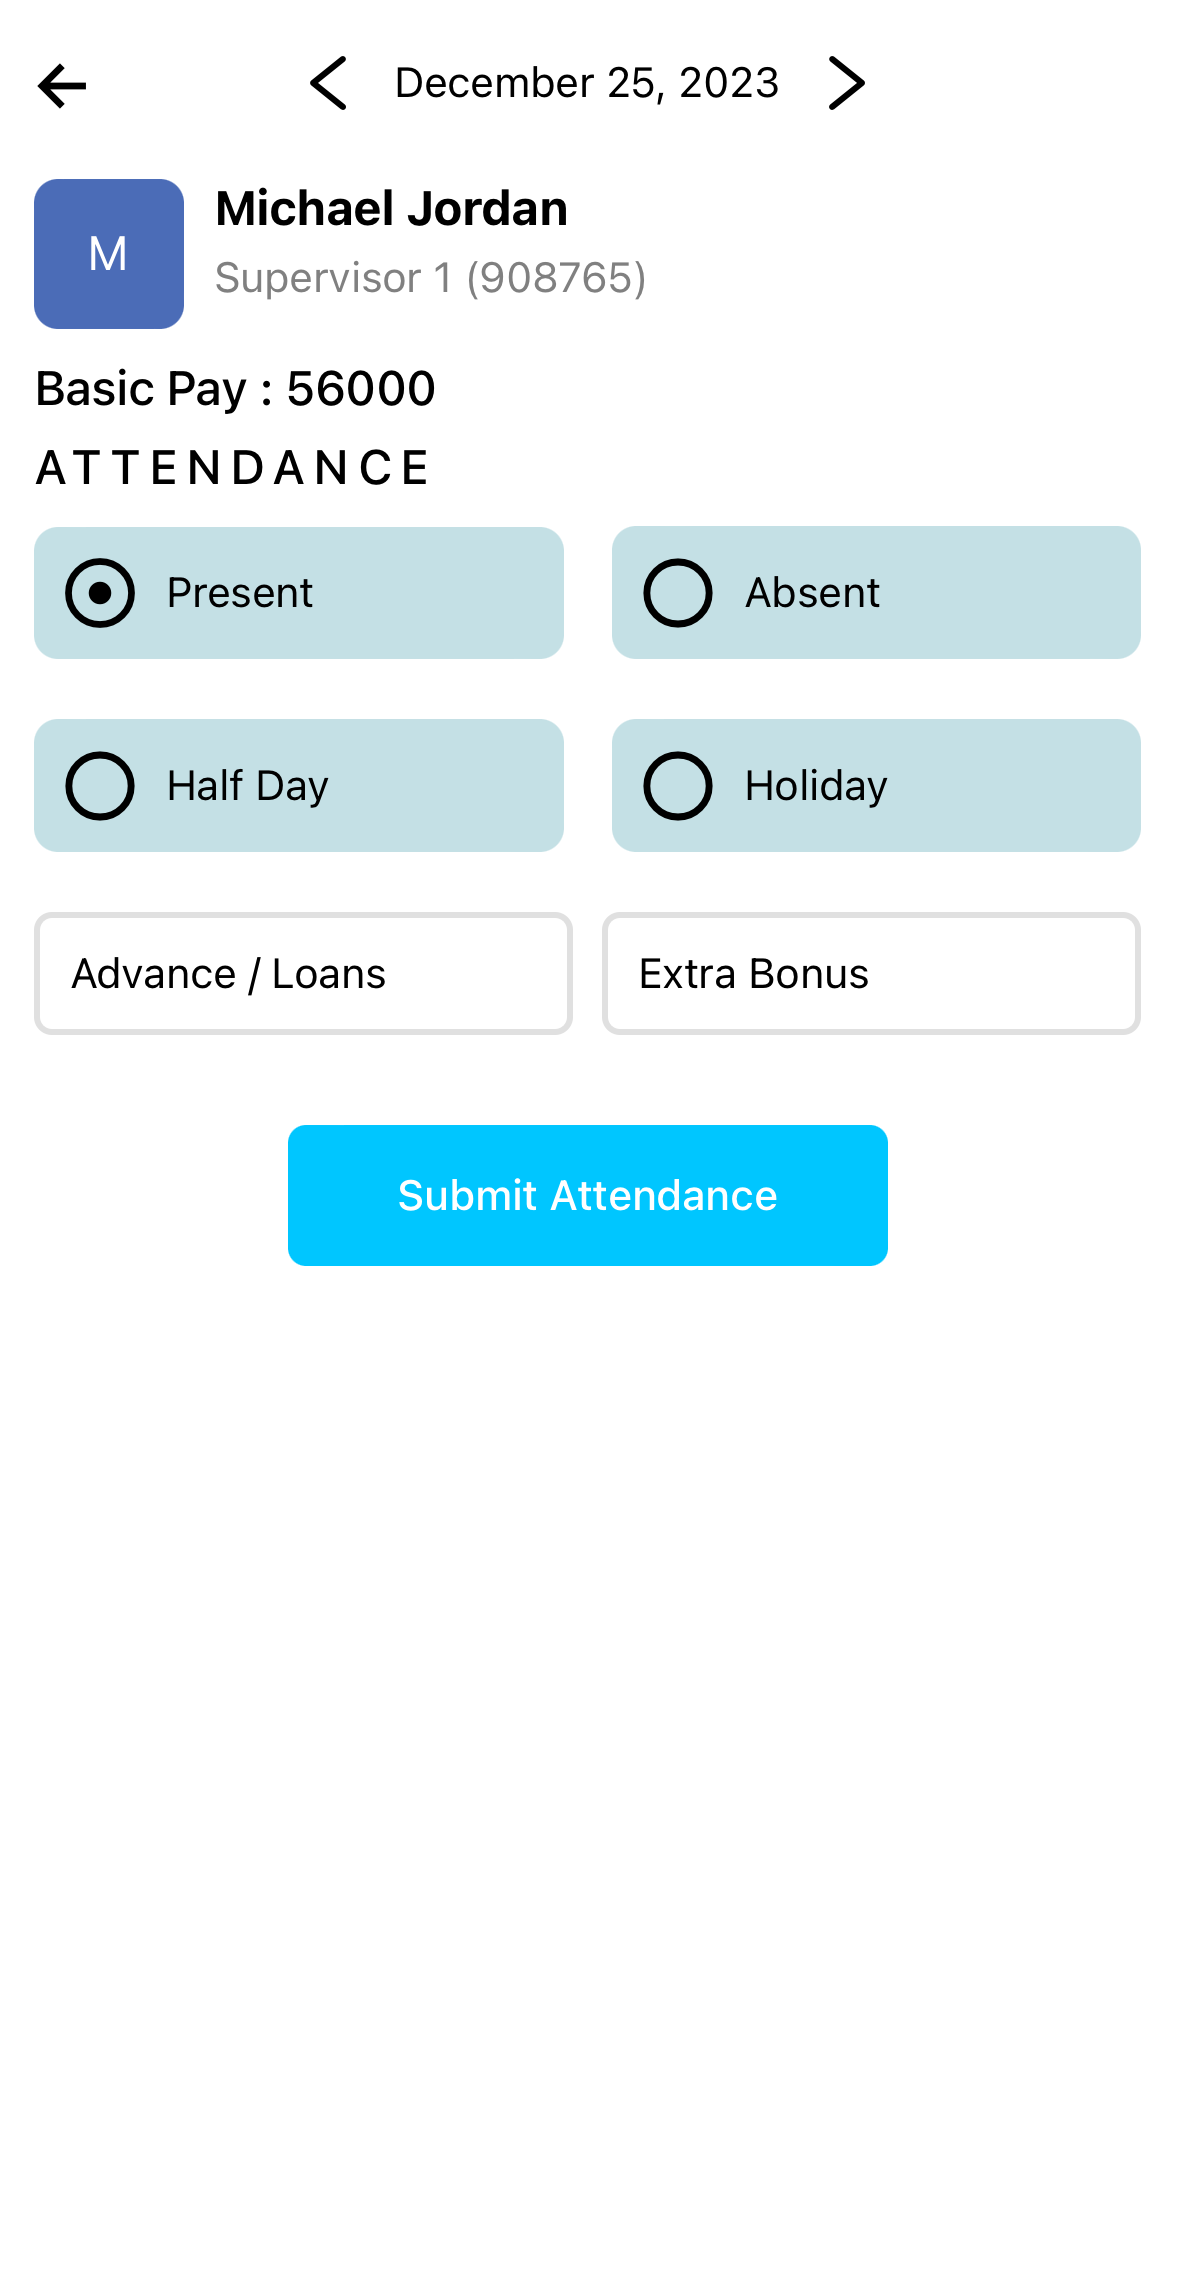 December 25, 2023
M
Michael Jordan
Supervisor 1 (908765)
Basic Pay : 56000
ATTENDANCE
Present
Absent
Half Day
Holiday
Advance / Loans
Extra Bonus
Submit Attendance